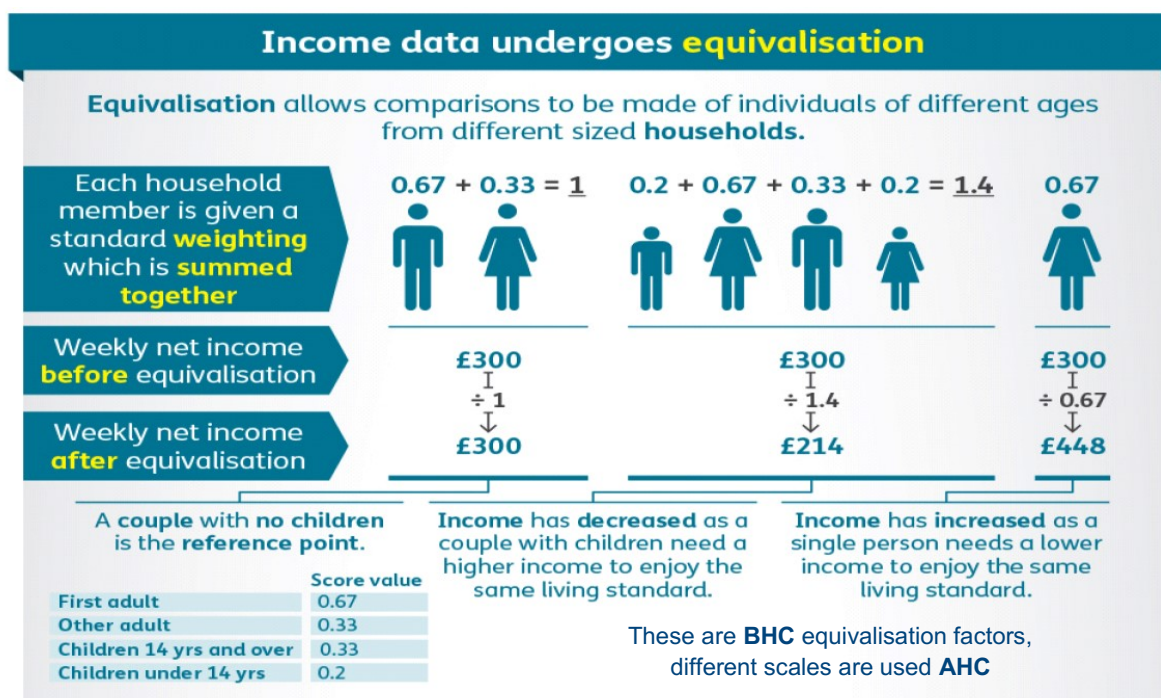 Income data undergoes equivalisation
Equivalisation allows comparisons to be made of individuals of different ages
from different sized households.
Each household
member is given a
standard weighting
which is summed
together
0.67 + 0.33 = 1
0.2 + 0.67 + 0.33 + 0.2 = 1.4
0.67
Weekly net income
before equivalisation
£300
÷ 1
£300
÷ 1.4
£300
÷ 0.67
Weekly net income
after equivalisation
£300
£214
£448
A couple with no children
is the reference point.
Income has decreased as a
couple with children need a
higher income to enjoy the
same living standard.
Income has increased as a
single person needs a lower
income to enjoy the same
living standard.
Score value
First adult 0.67
Other adult 0.33
Children 14 yrs and over 0.33
Children under 14 yrs 0.2
These are BHC equivalisation factors,
different scales are used AHC